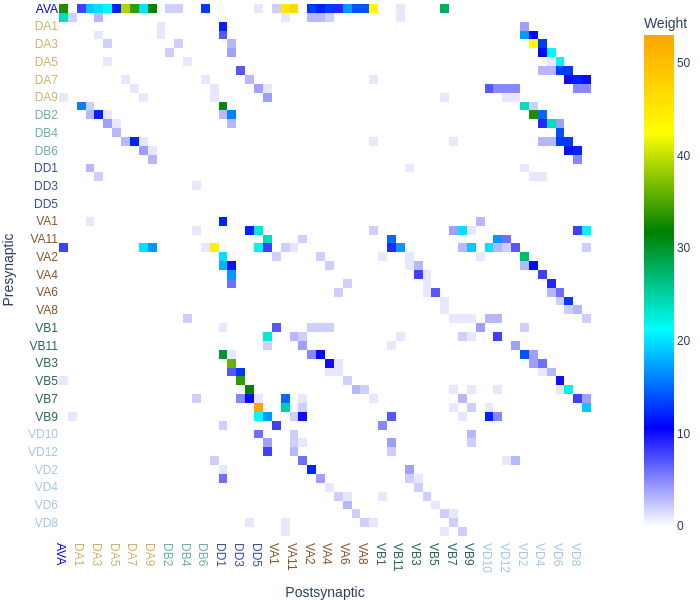 Weight
AVA
DA1
DA3
DA5
DA7
DA9
DB2
DB4
DB6
DD1
DD3
DD5
VA1
VA11
VA2
VA4
VA6
VA8
VB1
VB11
VB3
VB5
VB7
VB9
VD10
VD12
VD2
VD4
VD6
VD8
Presynaptic
50
40
30
20
10
0
AVA DA1 DA3 DA5 DA7 DA9 DB2 DB4 DB6 DD1 DD3 DD5 VA1 VA11 VA2 VA4 VA6 VA8 VB1 VB11 VB3 VB5 VB7 VB9 VD10 VD12 VD2 VD4 VD6 VD8
Postsynaptic